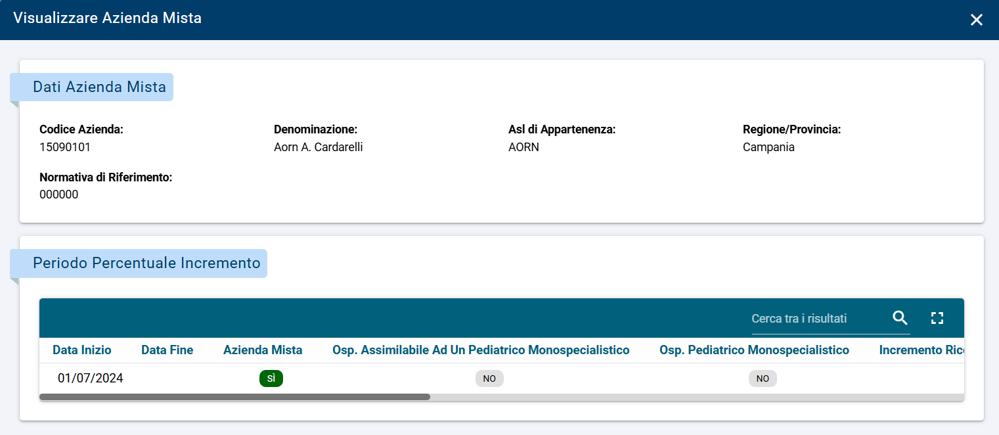 Visualizzare Azienda Mista
Dati Azienda Mista
Codice Azienda: Denominazione: Asl di Appartenenza: Regione/Provincia:
15090101 Aorn A. Cardarelli AORN Campania
Normativa di Riferimento:
000000
Periodo Percentuale Incremento
Cerca tra i risultati
Data Inizio Data Fine Azienda Mista Osp. Assimilabile Ad Un Pediatrico Monospecialistico Osp. Pediatrico Monospecialistico Incremento
01/07/2024 SÌ NO NO